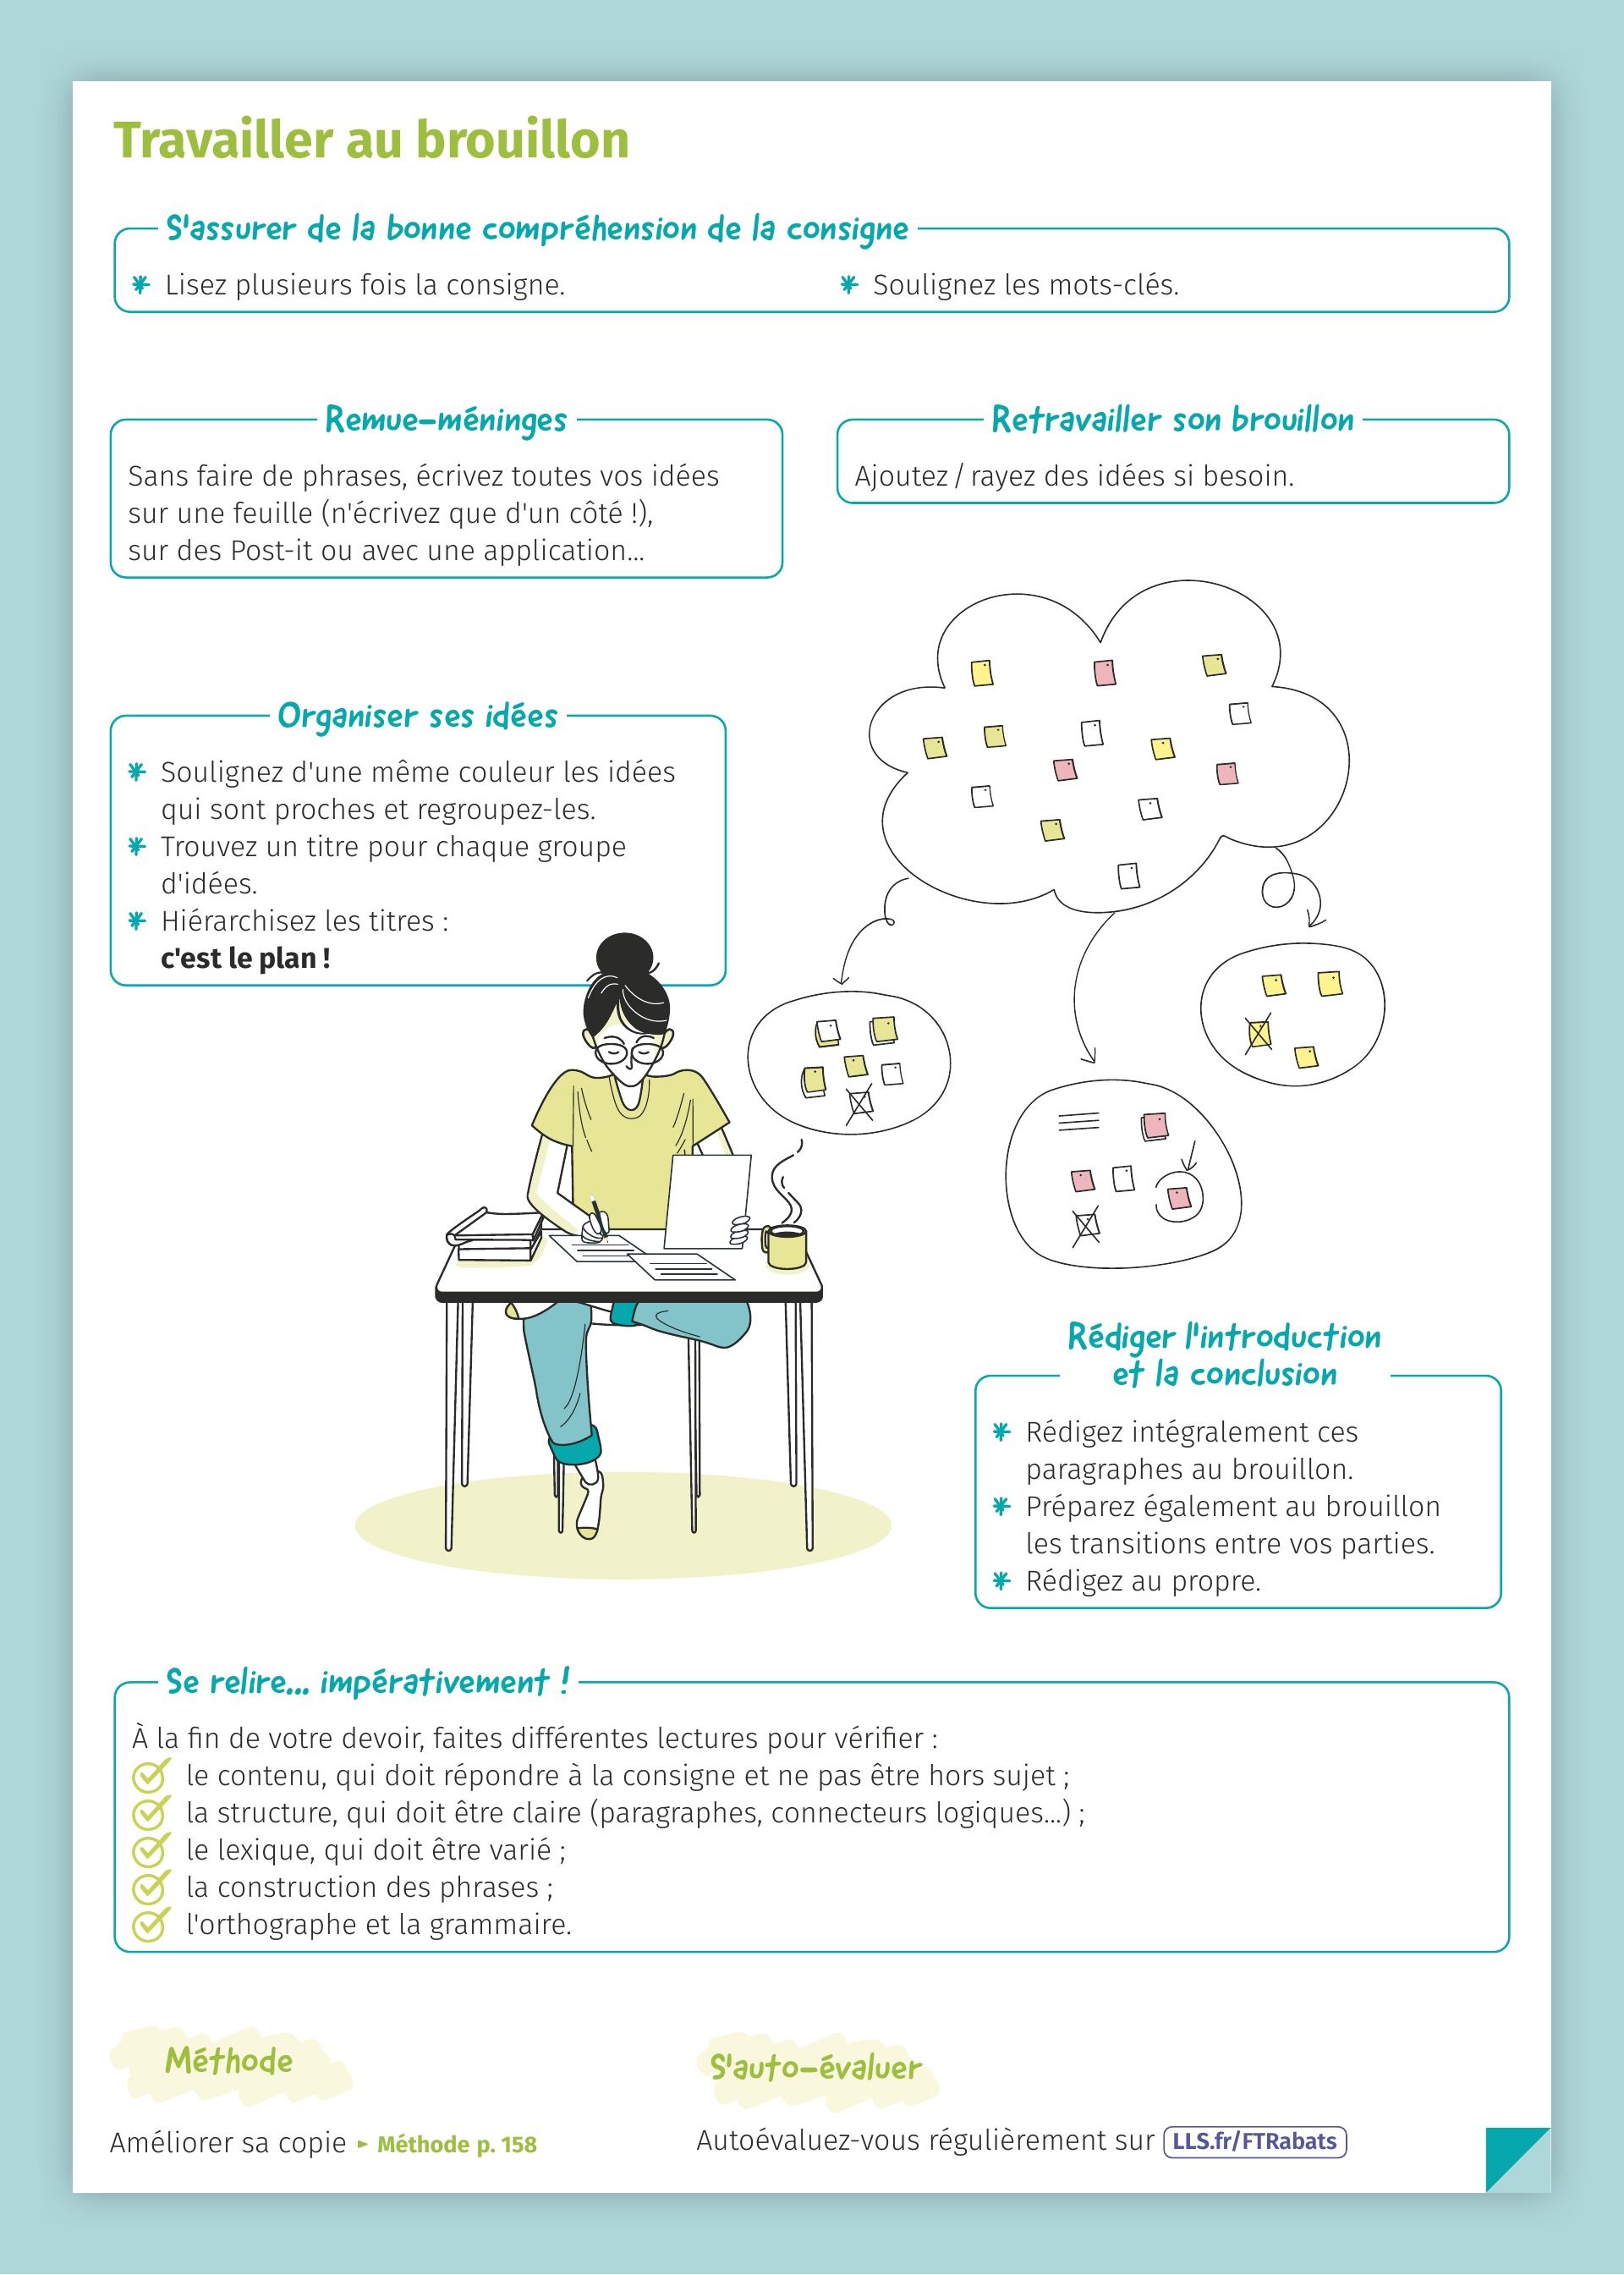 Travailler au brouillon
S'assurer de la bonne compréhension de la consigne
* Lisez plusieurs fois la consigne.
* Soulignez les mots-clés.
Remue-méninges
Sans faire de phrases, écrivez toutes vos idées
sur une feuille (n'écrivez que d'un côté !),
sur des Post-it ou avec une application...
Retravailler son brouillon
Ajoutez / rayez des idées si besoin.
Organiser ses idées
* Soulignez d'une même couleur les idées
qui sont proches et regroupez-les.
* Trouvez un titre pour chaque groupe
d'idées.
* Hiérarchisez les titres :
c'est le plan !
Rédiger l'introduction
et la conclusion
* Rédigez intégralement ces
paragraphes au brouillon.
* Préparez également au brouillon
les transitions entre vos parties.
* Rédigez au propre.
Se relire... impérativement !
À la fin de votre devoir, faites différentes lectures pour vérifier :
le contenu, qui doit répondre à la consigne et ne pas être hors sujet ;
la structure, qui doit être claire (paragraphes, connecteurs logiques...) ;
le lexique, qui doit être varié ;
la construction des phrases ;
l'orthographe et la grammaire.
Méthode
Améliorer sa copie ► Méthode p. 158
S'auto-évaluer
Autoévaluez-vous régulièrement sur LLS.fr/FTRabats